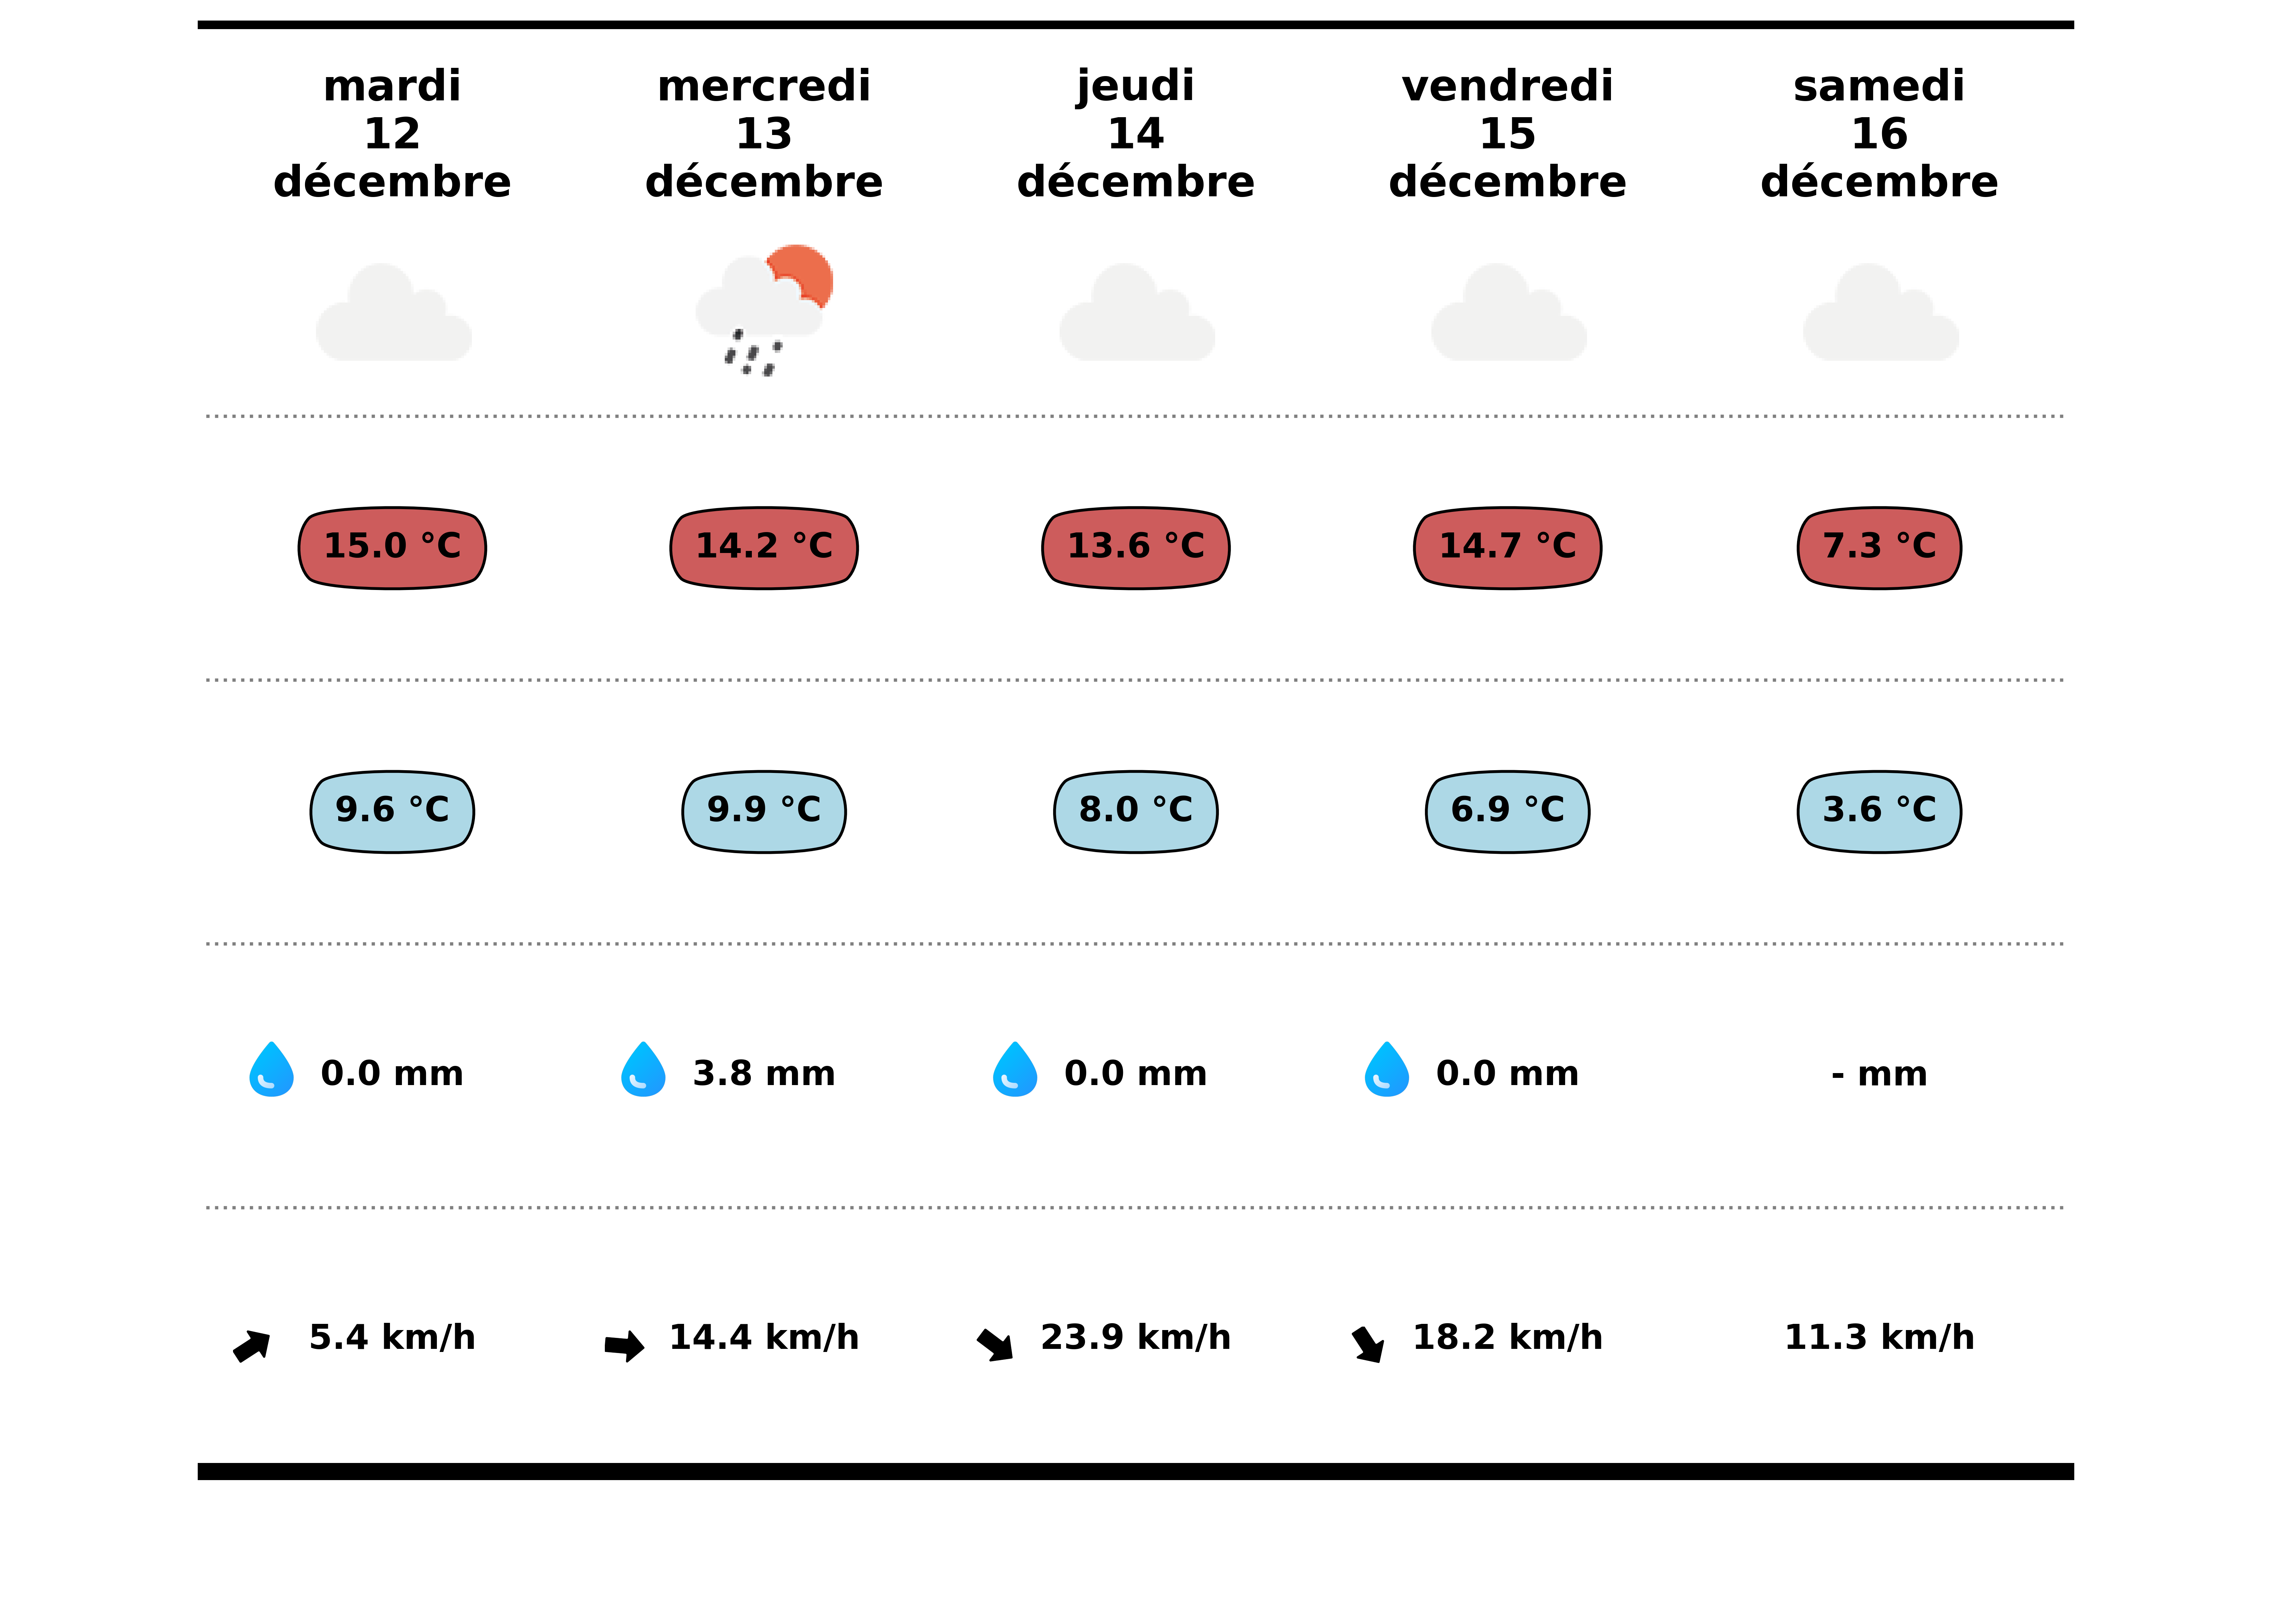 mardi
12
décembre
mercredi
13
décembre
jeudi
14
décembre
vendredi
15
décembre
samedi
16
décembre
15.0 °C
14.2 °C
13.6 °C
14.7 °C
7.3 °C
9.6 °C
9.9 °C
8.0 °C
6.9 °C
3.6 °C
0.0 mm
3.8 mm
0.0 mm
0.0 mm
- mm
5.4 km/h
14.4 km/h
23.9 km/h
18.2 km/h
11.3 km/h